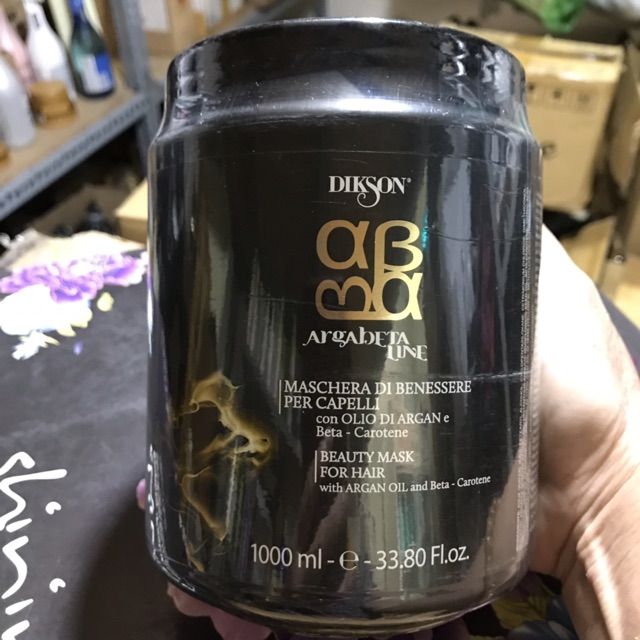 DIKSON®
αβ
βα
ArgabETA
LINE
MASCHERA DI BENESSERE
PER CAPELLI
con OLIO DI ARGAN e
Beta - Carotene
BEAUTY MASK
FOR HAIR
with ARGAN OIL and Beta - Carotene
1000 ml - ℮ - 33.80 Fl.oz.